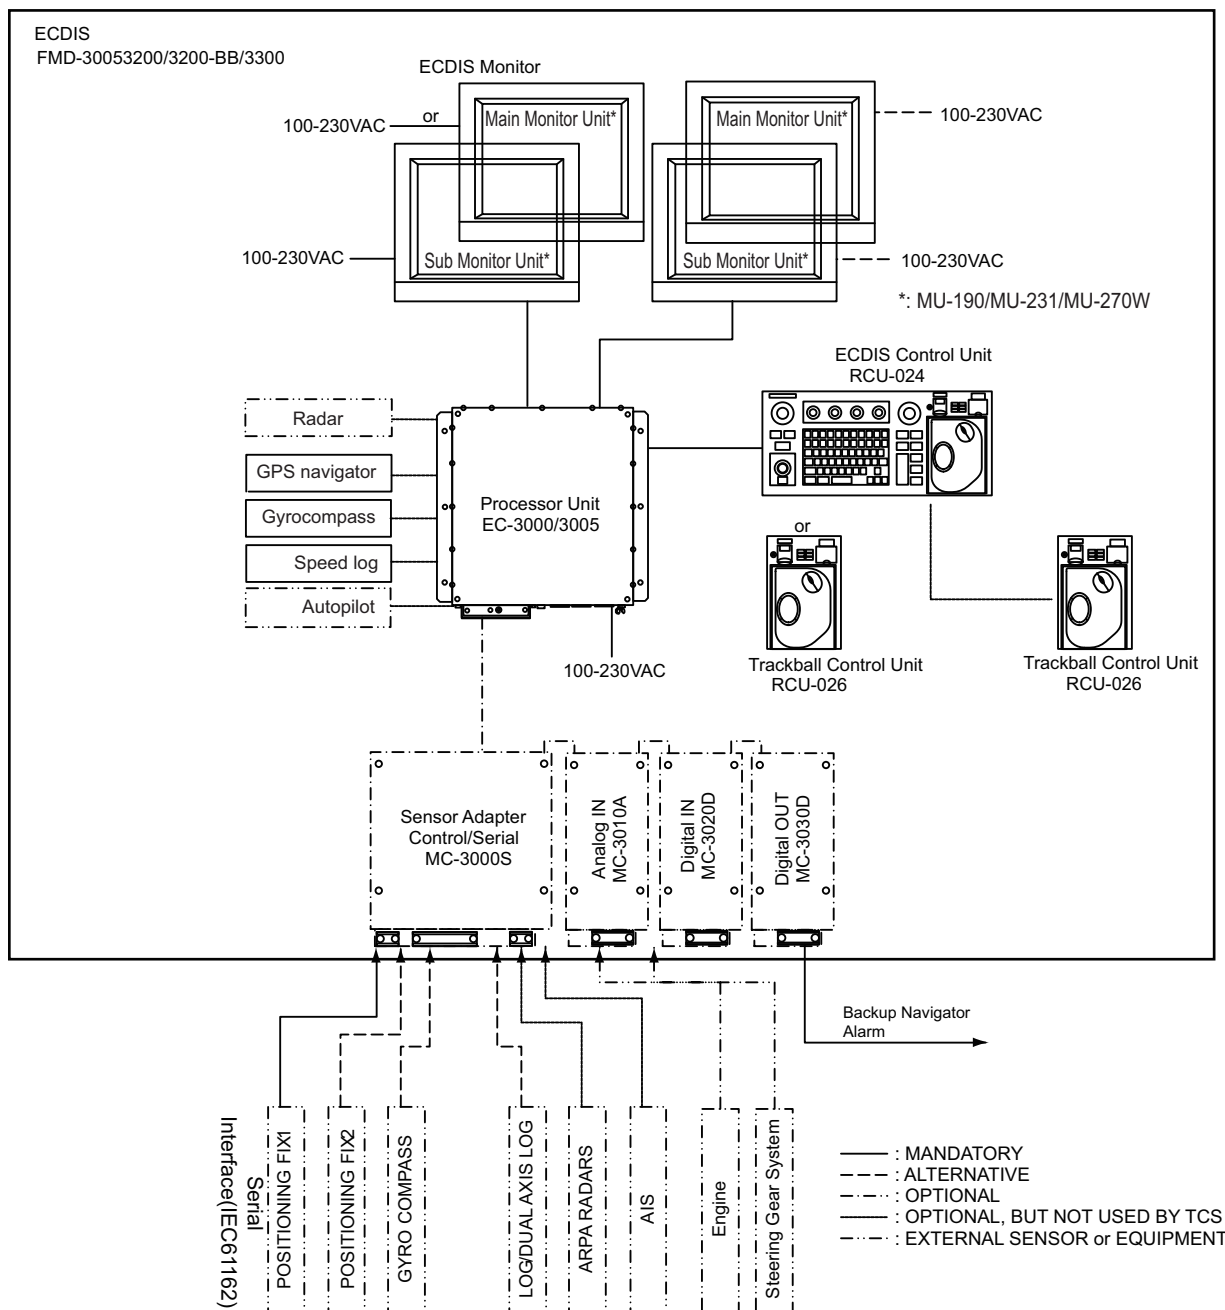 ECDIS
FMD-30053200/3200-BB/3300
ECDIS Monitor
100-230VAC
or
Main Monitor Unit*
Main Monitor Unit*
100-230VAC
100-230VAC
Sub Monitor Unit*
Sub Monitor Unit*
100-230VAC
*: MU-190/MU-231/MU-270W
ECDIS Control Unit
RCU-024
Radar
GPS navigator
Gyrocompass
Speed log
Autopilot
Processor Unit
EC-3000/3005
100-230VAC
or
Trackball Control Unit
RCU-026
Trackball Control Unit
RCU-026
Sensor Adapter
Control/Serial
MC-3000S
Analog IN
MC-3010A
Digital IN
MC-3020D
Digital OUT
MC-3030D
Backup Navigator
Alarm
Serial
Interface(IEC61162)
POSITIONING FIX1
POSITIONING FIX2
GYRO COMPASS
LOG/DUAL AXIS LOG
ARPA RADARS
AIS
Engine
Steering Gear System
: MANDATORY
: ALTERNATIVE
: OPTIONAL
: OPTIONAL, BUT NOT USED BY TCS
: EXTERNAL SENSOR or EQUIPMENT